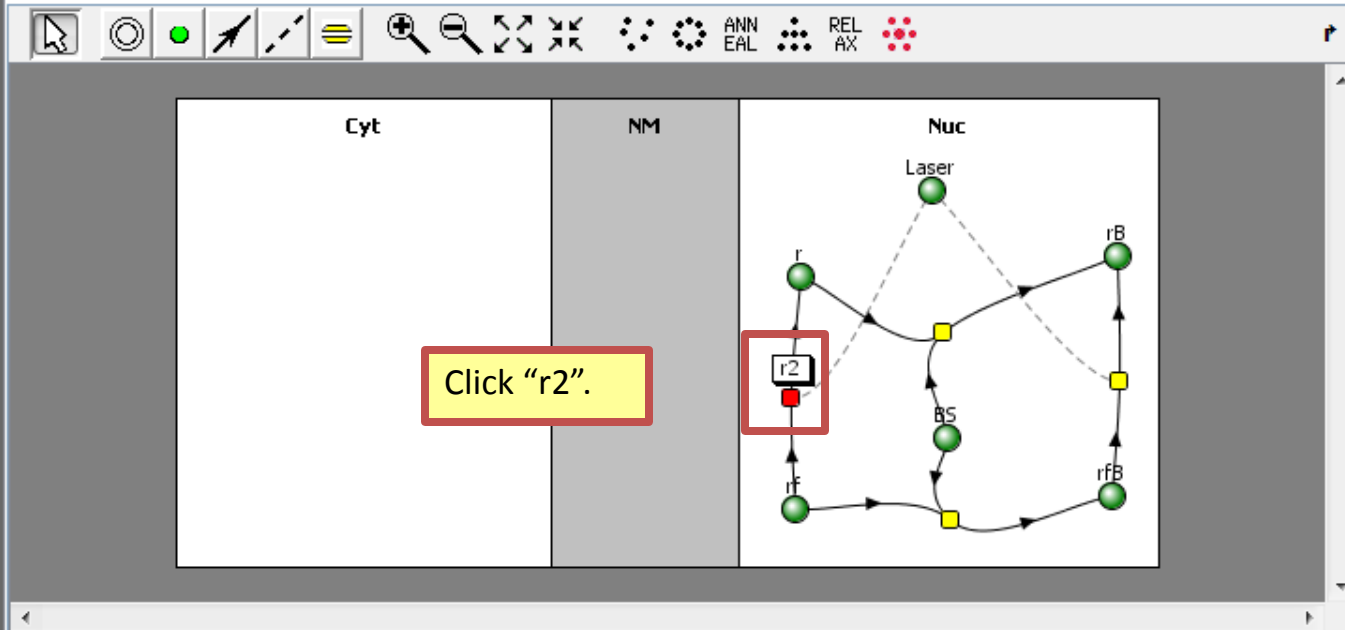 ANN
EAL
REL
AX
Cyt
NM
Nuc
Laser
rB
r
r2
Click “r2”.
BS
rf
rfB